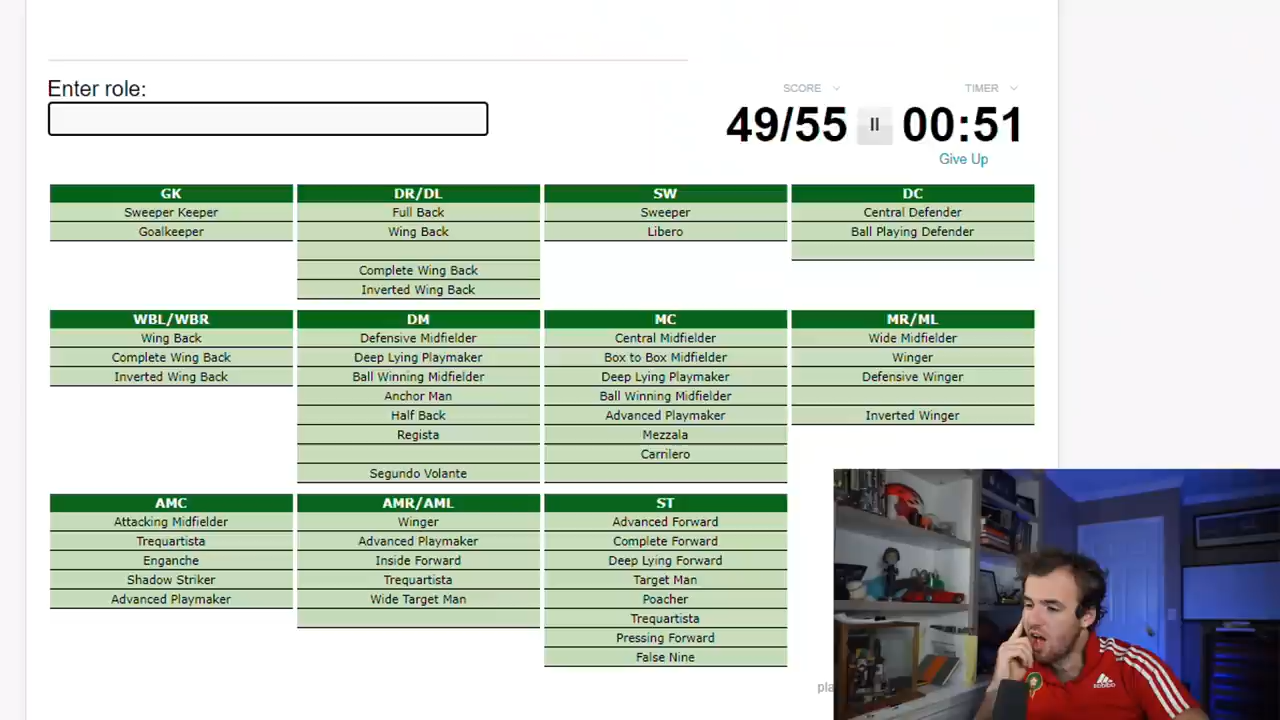 Enter role:
SCORE
TIMER
49/55
00:51
Give Up
GK
Sweeper Keeper
Goalkeeper
DR/DL
Full Back
Wing Back
Complete Wing Back
Inverted Wing Back
SW
Sweeper
Libero
DC
Central Defender
Ball Playing Defender
WBL/WBR
Wing Back
Complete Wing Back
Inverted Wing Back
DM
Defensive Midfielder
Deep Lying Playmaker
Ball Winning Midfielder
Anchor Man
Half Back
Regista
Segundo Volante
MC
Central Midfielder
Box to Box Midfielder
Deep Lying Playmaker
Ball Winning Midfielder
Advanced Playmaker
Mezzala
Carrilero
MR/ML
Wide Midfielder
Winger
Defensive Winger
Inverted Winger
AMC
Attacking Midfielder
Trequartista
Enganche
Shadow Striker
Advanced Playmaker
AMR/AML
Winger
Advanced Playmaker
Inside Forward
Trequartista
Wide Target Man
ST
Advanced Forward
Complete Forward
Deep Lying Forward
Target Man
Poacher
Trequartista
Pressing Forward
False Nine
pla
adidas